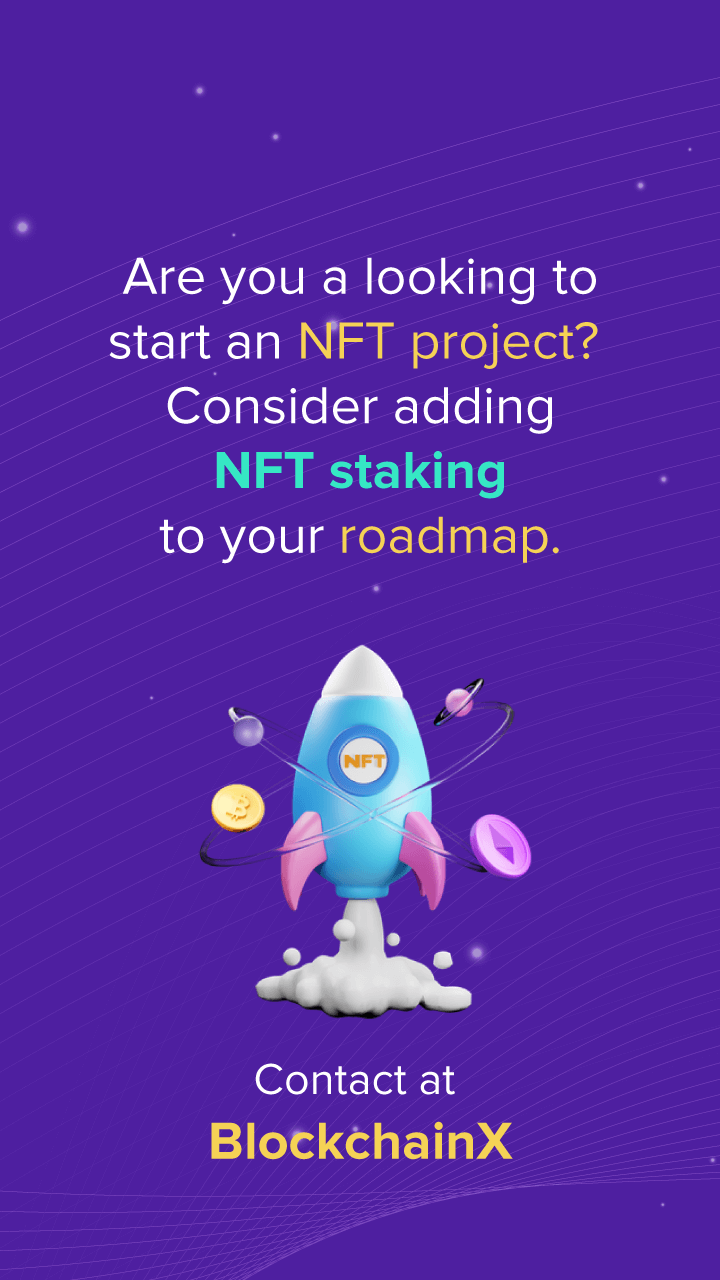 Are you a looking to
start an NFT project?
Consider adding
NFT staking
to your roadmap.
NFT
Contact at
BlockchainX